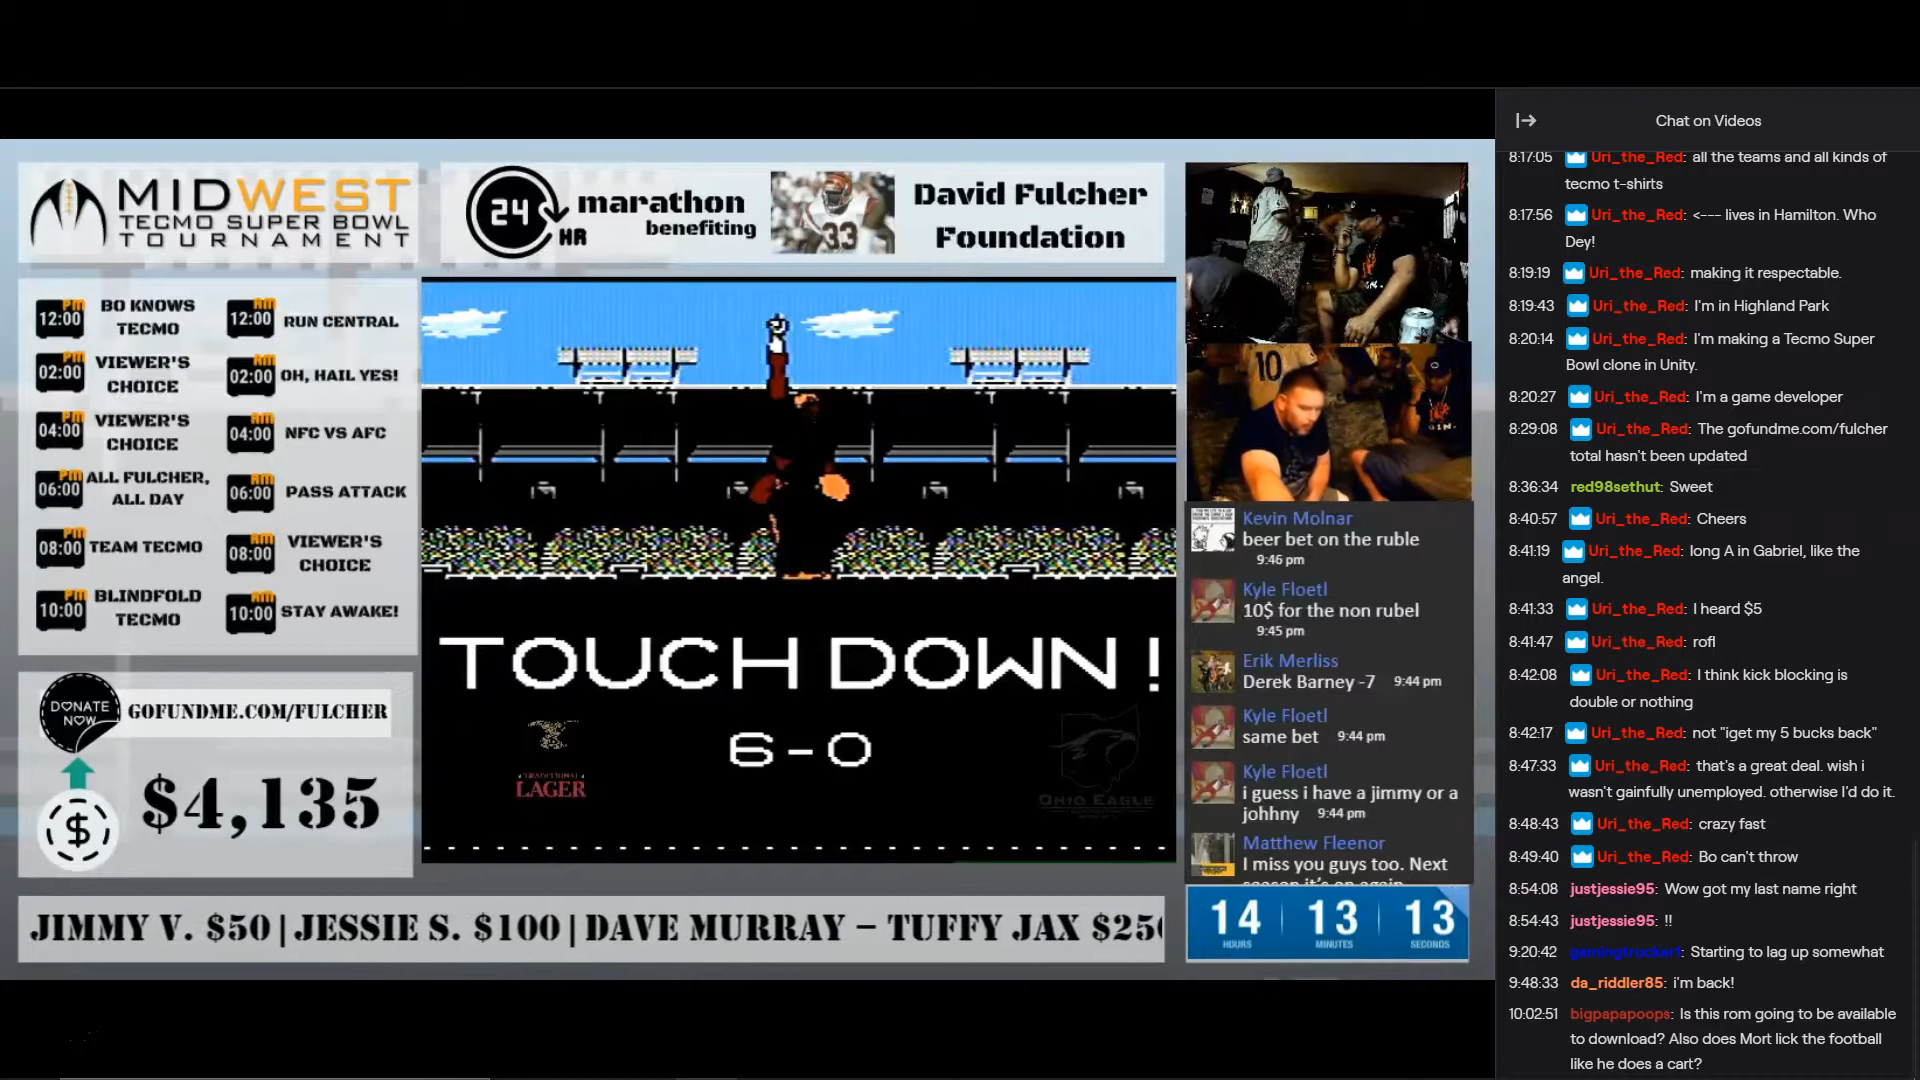 MIDWEST
TECMO SUPER BOWL
TOURNAMENT
24
HR
marathon
benefiting
33
David Fulcher
Foundation
PM
12:00
BO KNOWS
TECMO
AM
12:00
RUN CENTRAL
PM
02:00
VIEWER'S
CHOICE
AM
02:00
OH, HAIL YES!
PM
04:00
VIEWER'S
CHOICE
AM
04:00
NFC VS AFC
PM
06:00
ALL FULCHER,
ALL DAY
AM
06:00
PASS ATTACK
PM
08:00
TEAM TECMO
AM
08:00
VIEWER'S
CHOICE
PM
10:00
BLINDFOLD
TECMO
AM
10:00
STAY AWAKE!
DONATE
NOW
GOFUNDME.COM/FULCHER
$
$4,135
TOUCH DOWN !
6-0
TRADITIONAL
LAGER
OHIO EAGLE
10
Kevin Molnar
beer bet on the ruble
9:46 pm
Kyle Floetl
10$ for the non rubel
9:45 pm
Erik Merliss
Derek Barney -7 9:44 pm
Kyle Floetl
same bet 9:44 pm
Kyle Floetl
i guess i have a jimmy or a
johhny 9:44 pm
Matthew Fleenor
I miss you guys too. Next
season it's on again
14 13 13
HOURS MINUTES SECONDS
JIMMY V. $50 | JESSIE S. $100 | DAVE MURRAY – TUFFY JAX $25
Chat on Videos
8:17:05 Uri_the_Red: all the teams and all kinds of
tecmo t-shirts
8:17:56 Uri_the_Red: <--- lives in Hamilton. Who
Dey!
8:19:19 Uri_the_Red: making it respectable.
8:19:43 Uri_the_Red: I'm in Highland Park
8:20:14 Uri_the_Red: I'm making a Tecmo Super
Bowl clone in Unity.
8:20:27 Uri_the_Red: I'm a game developer
8:29:08 Uri_the_Red: The gofundme.com/fulcher
total hasn't been updated
8:36:34 red98sethut: Sweet
8:40:57 Uri_the_Red: Cheers
8:41:19 Uri_the_Red: long A in Gabriel, like the
angel.
8:41:33 Uri_the_Red: I heard $5
8:41:47 Uri_the_Red: rofl
8:42:08 Uri_the_Red: I think kick blocking is
double or nothing
8:42:17 Uri_the_Red: not "iget my 5 bucks back"
8:47:33 Uri_the_Red: that's a great deal. wish i
wasn't gainfully unemployed. otherwise I'd do it.
8:48:43 Uri_the_Red: crazy fast
8:49:40 Uri_the_Red: Bo can't throw
8:54:08 justjessie95: Wow got my last name right
8:54:43 justjessie95: !!
9:20:42 gamingtrucker1: Starting to lag up somewhat
9:48:33 da_riddler85: i'm back!
10:02:51 bigpapapoops: Is this rom going to be available
to download? Also does Mort lick the football
like he does a cart?